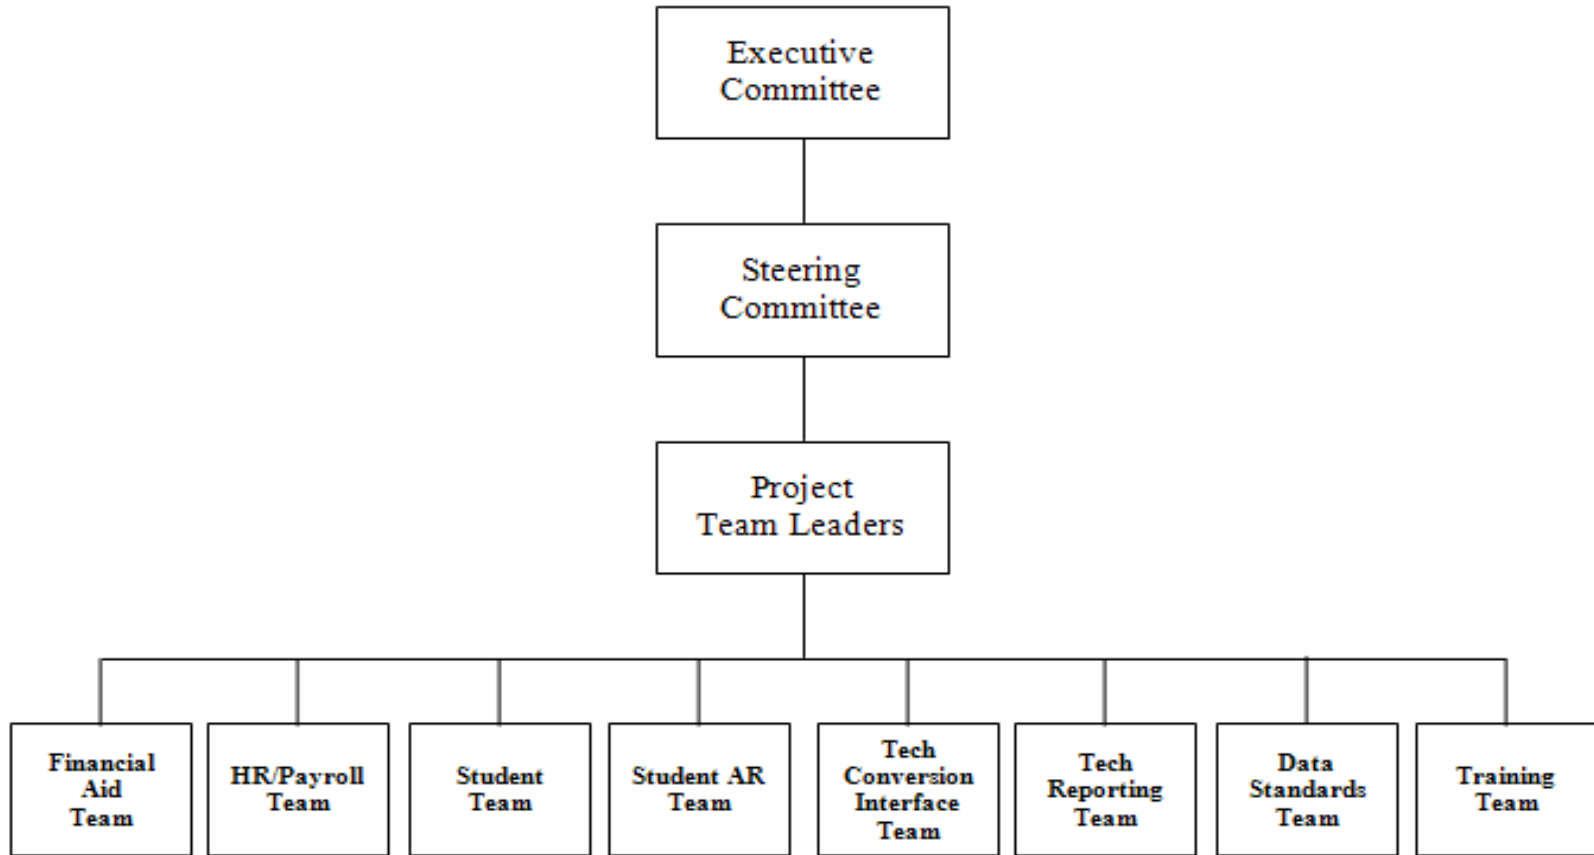 Executive
Committee
Steering
Committee
Project
Team Leaders
Financial
Aid
Team
HR/Payroll
Team
Student
Team
Student AR
Team
Tech
Conversion
Interface
Team
Tech
Reporting
Team
Data
Standards
Team
Training
Team